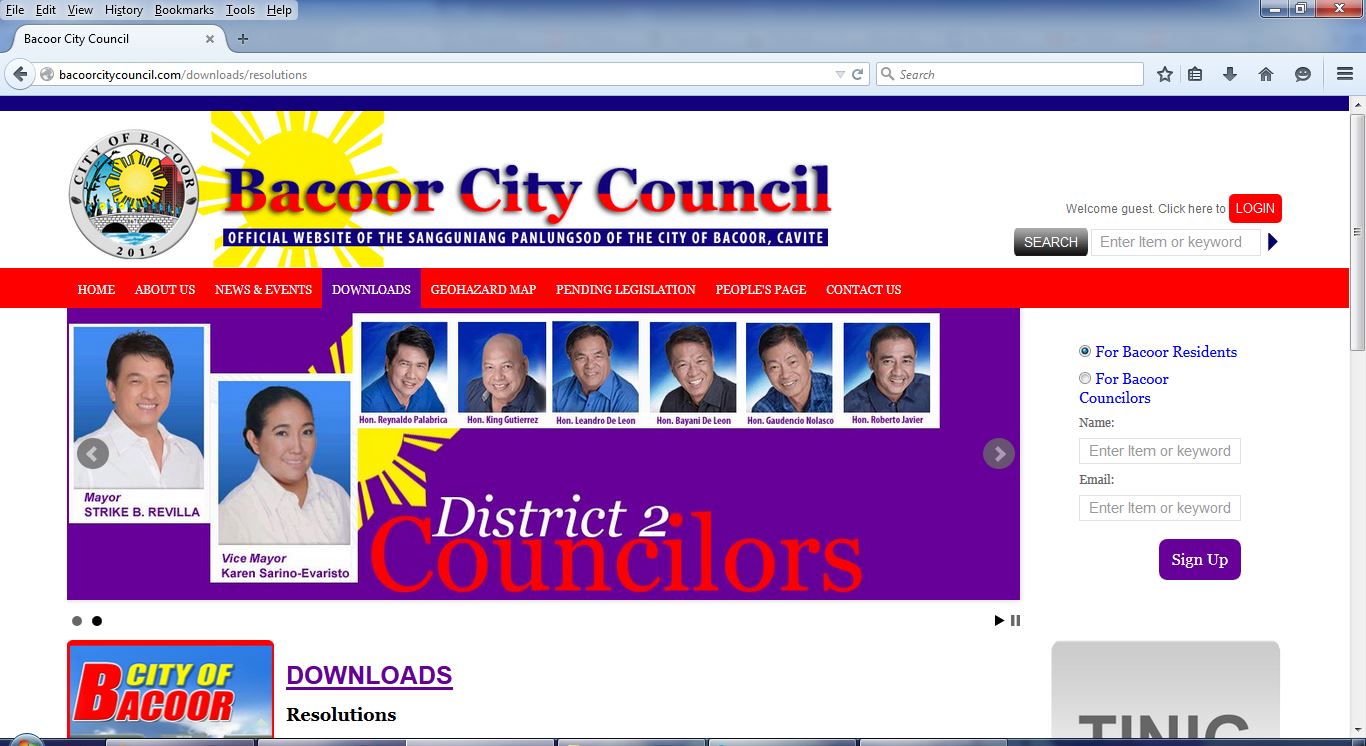 File Edit View History Bookmarks Tools Help
Bacoor City Council
bacoorcitycouncil.com/downloads/resolutions
Search
CITY OF BACOOR
2012
Bacoor City Council
OFFICIAL WEBSITE OF THE SANGGUNIANG PANLUNGSOD OF THE CITY OF BACOOR, CAVITE
Welcome guest. Click here to LOGIN
SEARCH Enter Item or keyword
HOME ABOUT US NEWS & EVENTS DOWNLOADS GEOHAZARD MAP PENDING LEGISLATION PEOPLE'S PAGE CONTACT US
Mayor
STRIKE B. REVILLA
Vice Mayor
Karen Sarino-Evaristo
Hon. Reynaldo Palabrica Hon. King Gutierrez Hon. Leandro De Leon Hon. Bayani De Leon Hon. Gaudencio Nolasco Hon. Roberto Javier
District 2
Councilors
For Bacoor Residents
For Bacoor
Councilors
Name:
Enter Item or keyword
Email:
Enter Item or keyword
Sign Up
CITY OF
BACOOR
DOWNLOADS
Resolutions
TINIG